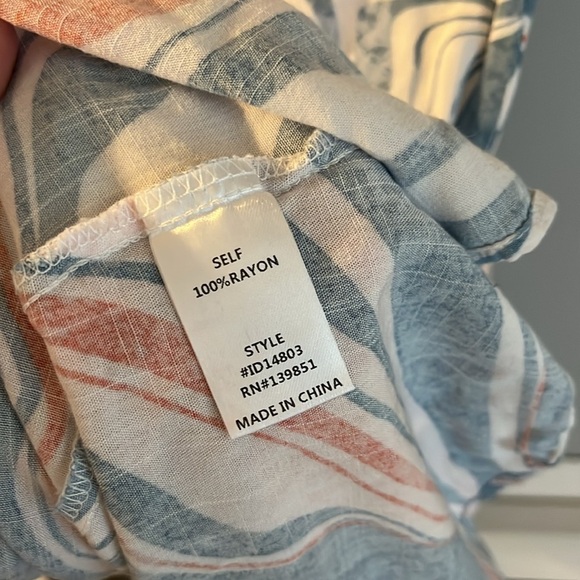 SELF
100%RAYON
STYLE
#ID14803
RN#139851
MADE IN CHINA